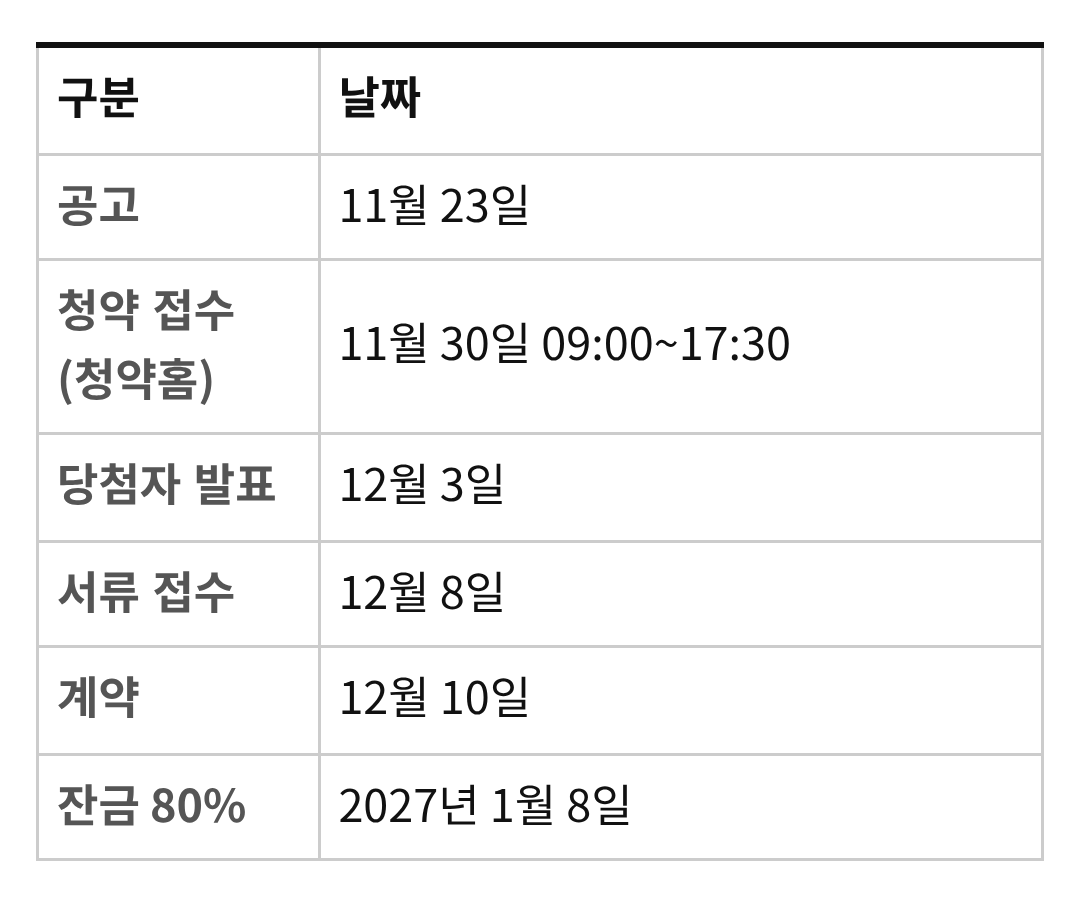 구분 날짜
공고 11월 23일
청약 접수
(청약홈) 11월 30일 09:00~17:30
당첨자 발표 12월 3일
서류 접수 12월 8일
계약 12월 10일
잔금 80% 2027년 1월 8일